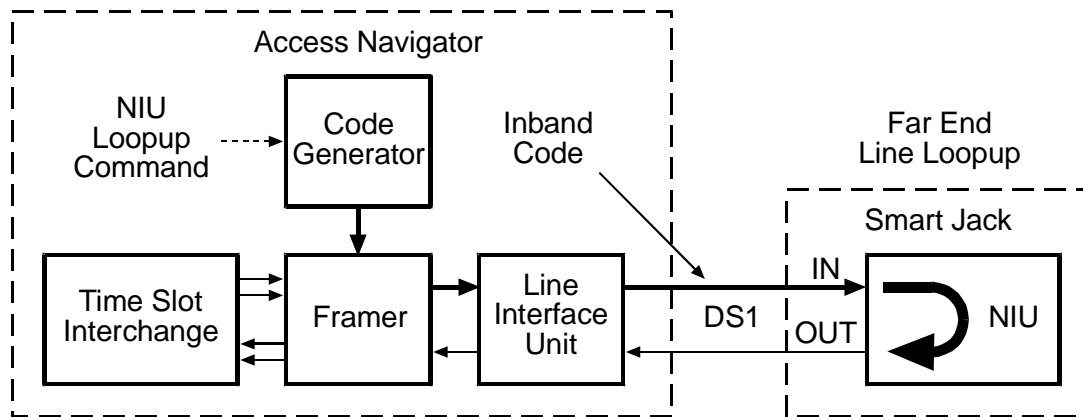 Access Navigator
NIU
Loopup
Command
Code
Generator
Inband
Code
Far End
Line Loopup
Smart Jack
Time Slot
Interchange
Framer
Line
Interface
Unit
DS1
IN
OUT
NIU